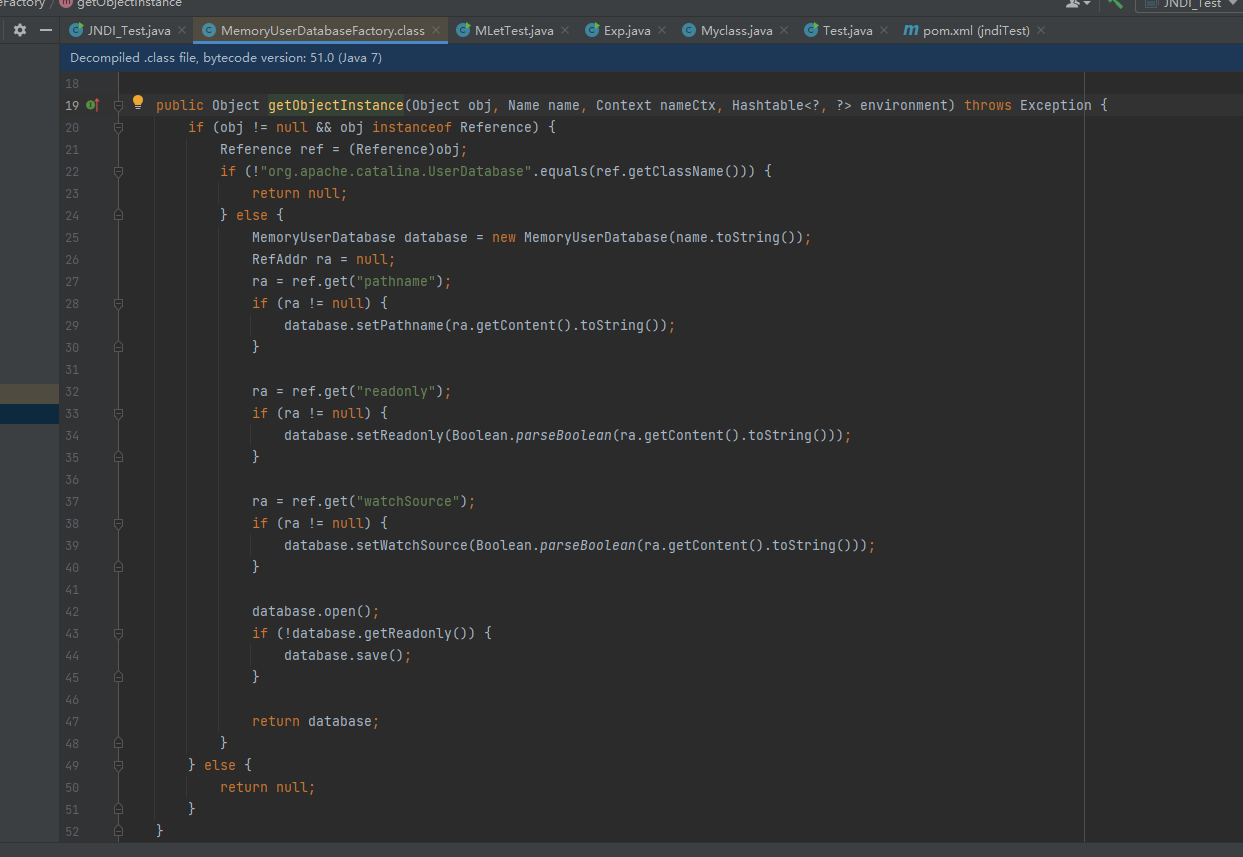 eFactory / m getObjectInstance
JNDI_Test
JNDI_Test.java MemoryUserDatabaseFactory.class MLetTest.java Exp.java Myclass.java Test.java pom.xml (jndiTest)
Decompiled .class file, bytecode version: 51.0 (Java 7)
18
19 public Object getObjectInstance(Object obj, Name name, Context nameCtx, Hashtable<?, ?> environment) throws Exception {
20 if (obj != null && obj instanceof Reference) {
21 Reference ref = (Reference)obj;
22 if (!"org.apache.catalina.UserDatabase".equals(ref.getClassName())) {
23 return null;
24 } else {
25 MemoryUserDatabase database = new MemoryUserDatabase(name.toString());
26 RefAddr ra = null;
27 ra = ref.get("pathname");
28 if (ra != null) {
29 database.setPathname(ra.getContent().toString());
30 }
31
32 ra = ref.get("readonly");
33 if (ra != null) {
34 database.setReadonly(Boolean.parseBoolean(ra.getContent().toString()));
35 }
36
37 ra = ref.get("watchSource");
38 if (ra != null) {
39 database.setWatchSource(Boolean.parseBoolean(ra.getContent().toString()));
40 }
41
42 database.open();
43 if (!database.getReadonly()) {
44 database.save();
45 }
46
47 return database;
48 }
49 } else {
50 return null;
51 }
52 }